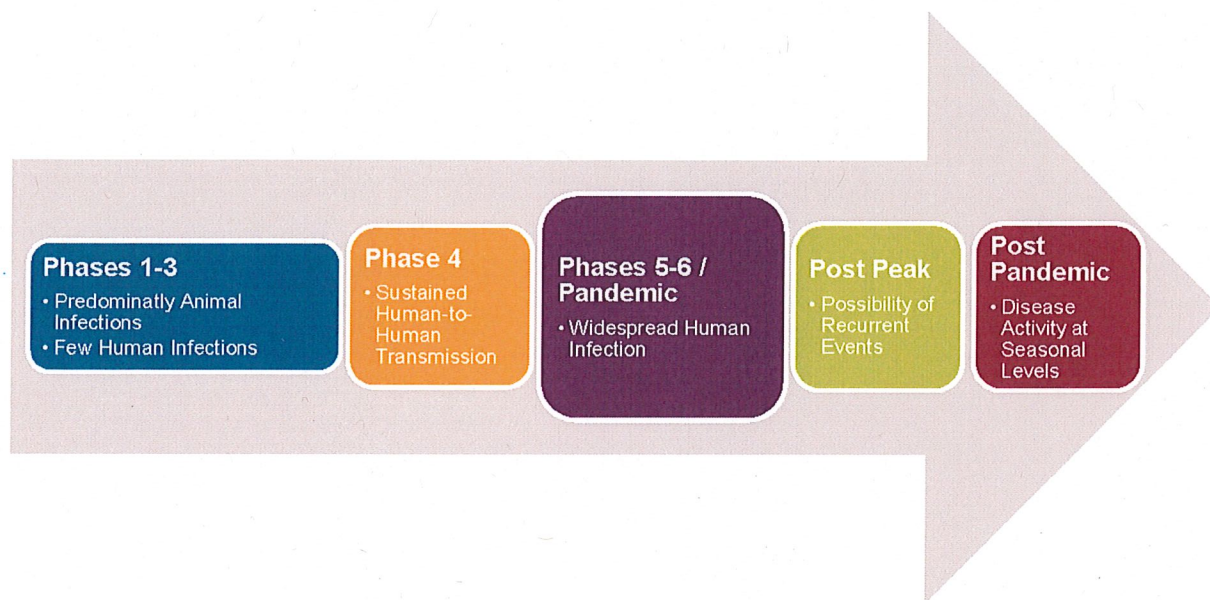 Phases 1-3
• Predominatly Animal
Infections
• Few Human Infections
Phase 4
• Sustained
Human-to-
Human
Transmission
Phases 5-6 /
Pandemic
• Widespread Human
Infection
Post Peak
• Possibility of
Recurrent
Events
Post
Pandemic
• Disease
Activity at
Seasonal
Levels